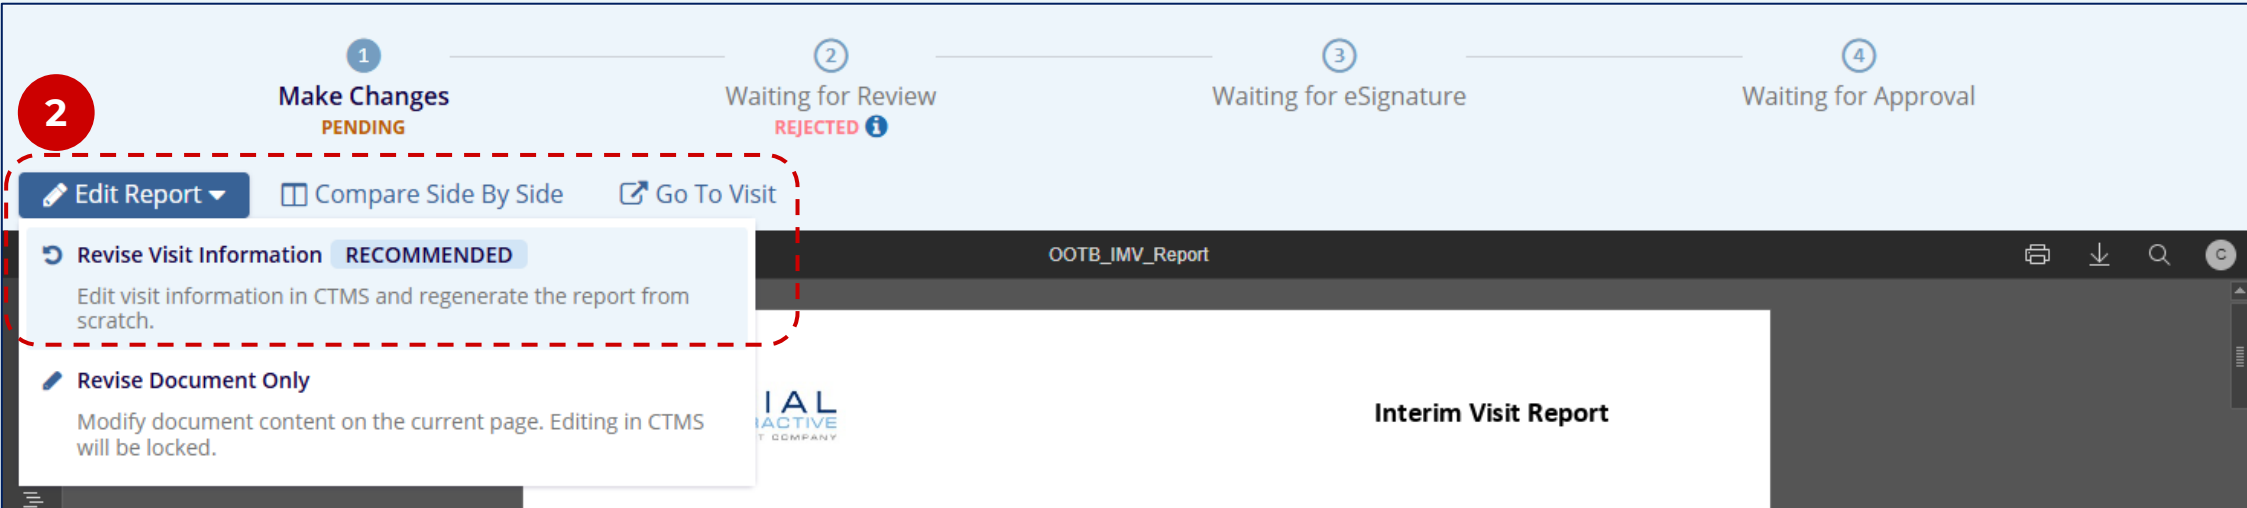 1
2
3
4
Make Changes
Waiting for Review
Waiting for eSignature
Waiting for Approval
2
PENDING
REJECTED
Edit Report
Compare Side By Side
Go To Visit
Revise Visit Information RECOMMENDED
Edit visit information in CTMS and regenerate the report from
scratch.
OOTB_IMV_Report
C
Revise Document Only
Modify document content on the current page. Editing in CTMS
will be locked.
IAL
ACTIVE
T COMPANY
Interim Visit Report